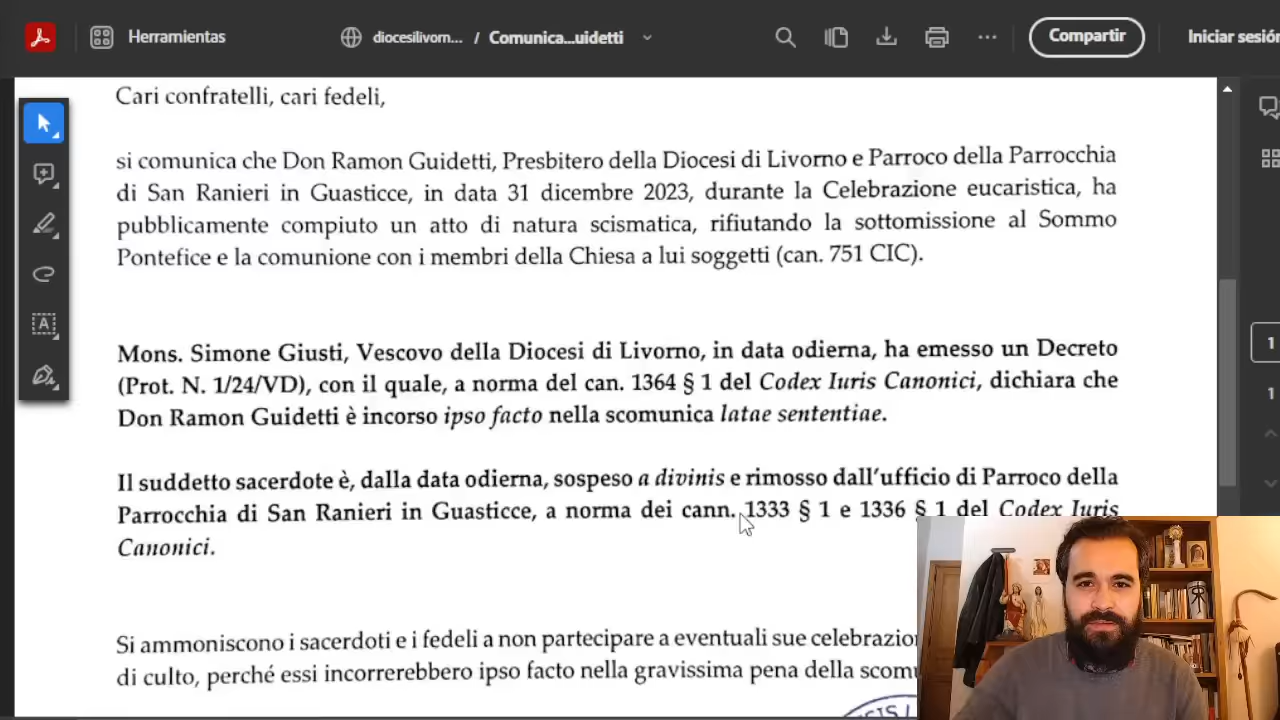 Herramientas
diocesilivorn... / Comunica...uidetti
Compartir
Iniciar sesión
Cari confratelli, cari fedeli,
si comunica che Don Ramon Guidetti, Presbitero della Diocesi di Livorno e Parroco della Parrocchia
di San Ranieri in Guasticce, in data 31 dicembre 2023, durante la Celebrazione eucaristica, ha
pubblicamente compiuto un atto di natura scismatica, rifiutando la sottomissione al Sommo
Pontefice e la comunione con i membri della Chiesa a lui soggetti (can. 751 CIC).
Mons. Simone Giusti, Vescovo della Diocesi di Livorno, in data odierna, ha emesso un Decreto
(Prot. N. 1/24/VD), con il quale, a norma del can. 1364 § 1 del Codex Iuris Canonici, dichiara che
Don Ramon Guidetti è incorso ipso facto nella scomunica latae sententiae.
Il suddetto sacerdote è, dalla data odierna, sospeso a divinis e rimosso dall'ufficio di Parroco della
Parrocchia di San Ranieri in Guasticce, a norma dei cann. 1333 § 1 e 1336 § 1 del Codex Iuris
Canonici.
Si ammoniscono i sacerdoti e i fedeli a non partecipare a eventuali sue celebrazion
di culto, perché essi incorrerebbero ipso facto nella gravissima pena della scomu
1
1